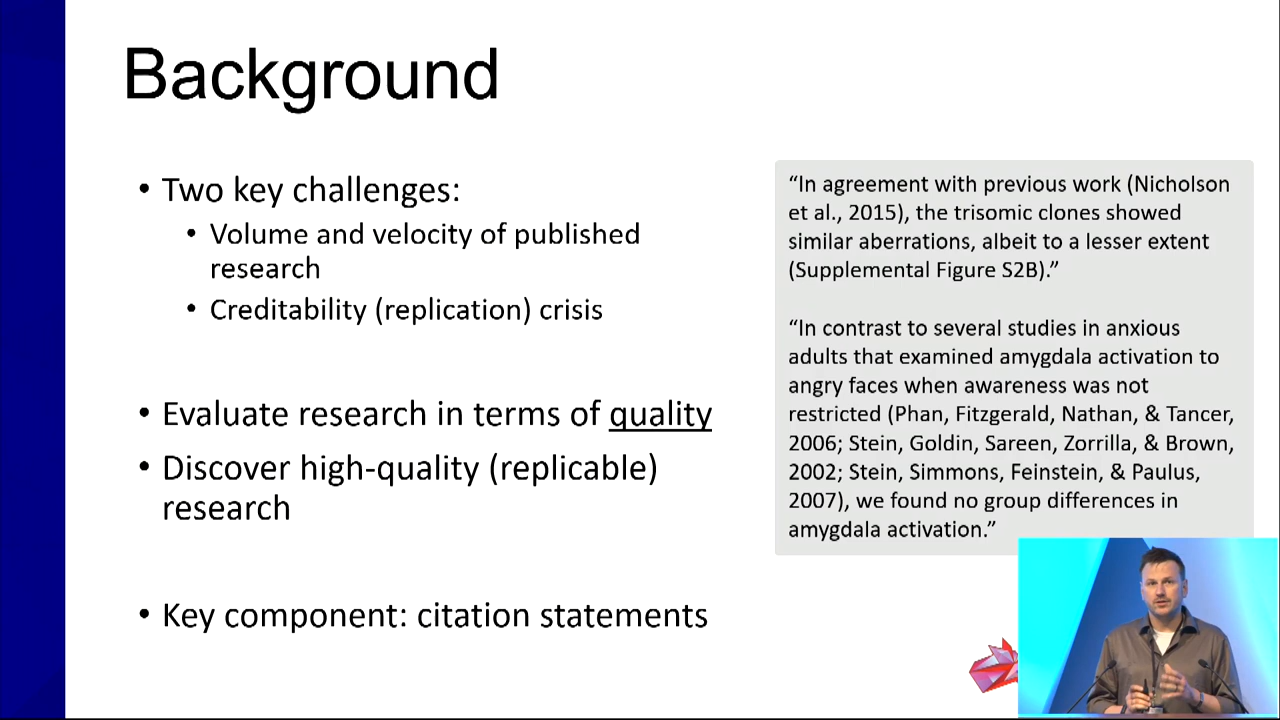 Background
• Two key challenges:
• Volume and velocity of published
research
• Creditability (replication) crisis
• Evaluate research in terms of quality
• Discover high-quality (replicable)
research
• Key component: citation statements
“In agreement with previous work (Nicholson
et al., 2015), the trisomic clones showed
similar aberrations, albeit to a lesser extent
(Supplemental Figure S2B).”
“In contrast to several studies in anxious
adults that examined amygdala activation to
angry faces when awareness was not
restricted (Phan, Fitzgerald, Nathan, & Tancer,
2006; Stein, Goldin, Sareen, Zorrilla, & Brown,
2002; Stein, Simmons, Feinstein, & Paulus,
2007), we found no group differences in
amygdala activation.”